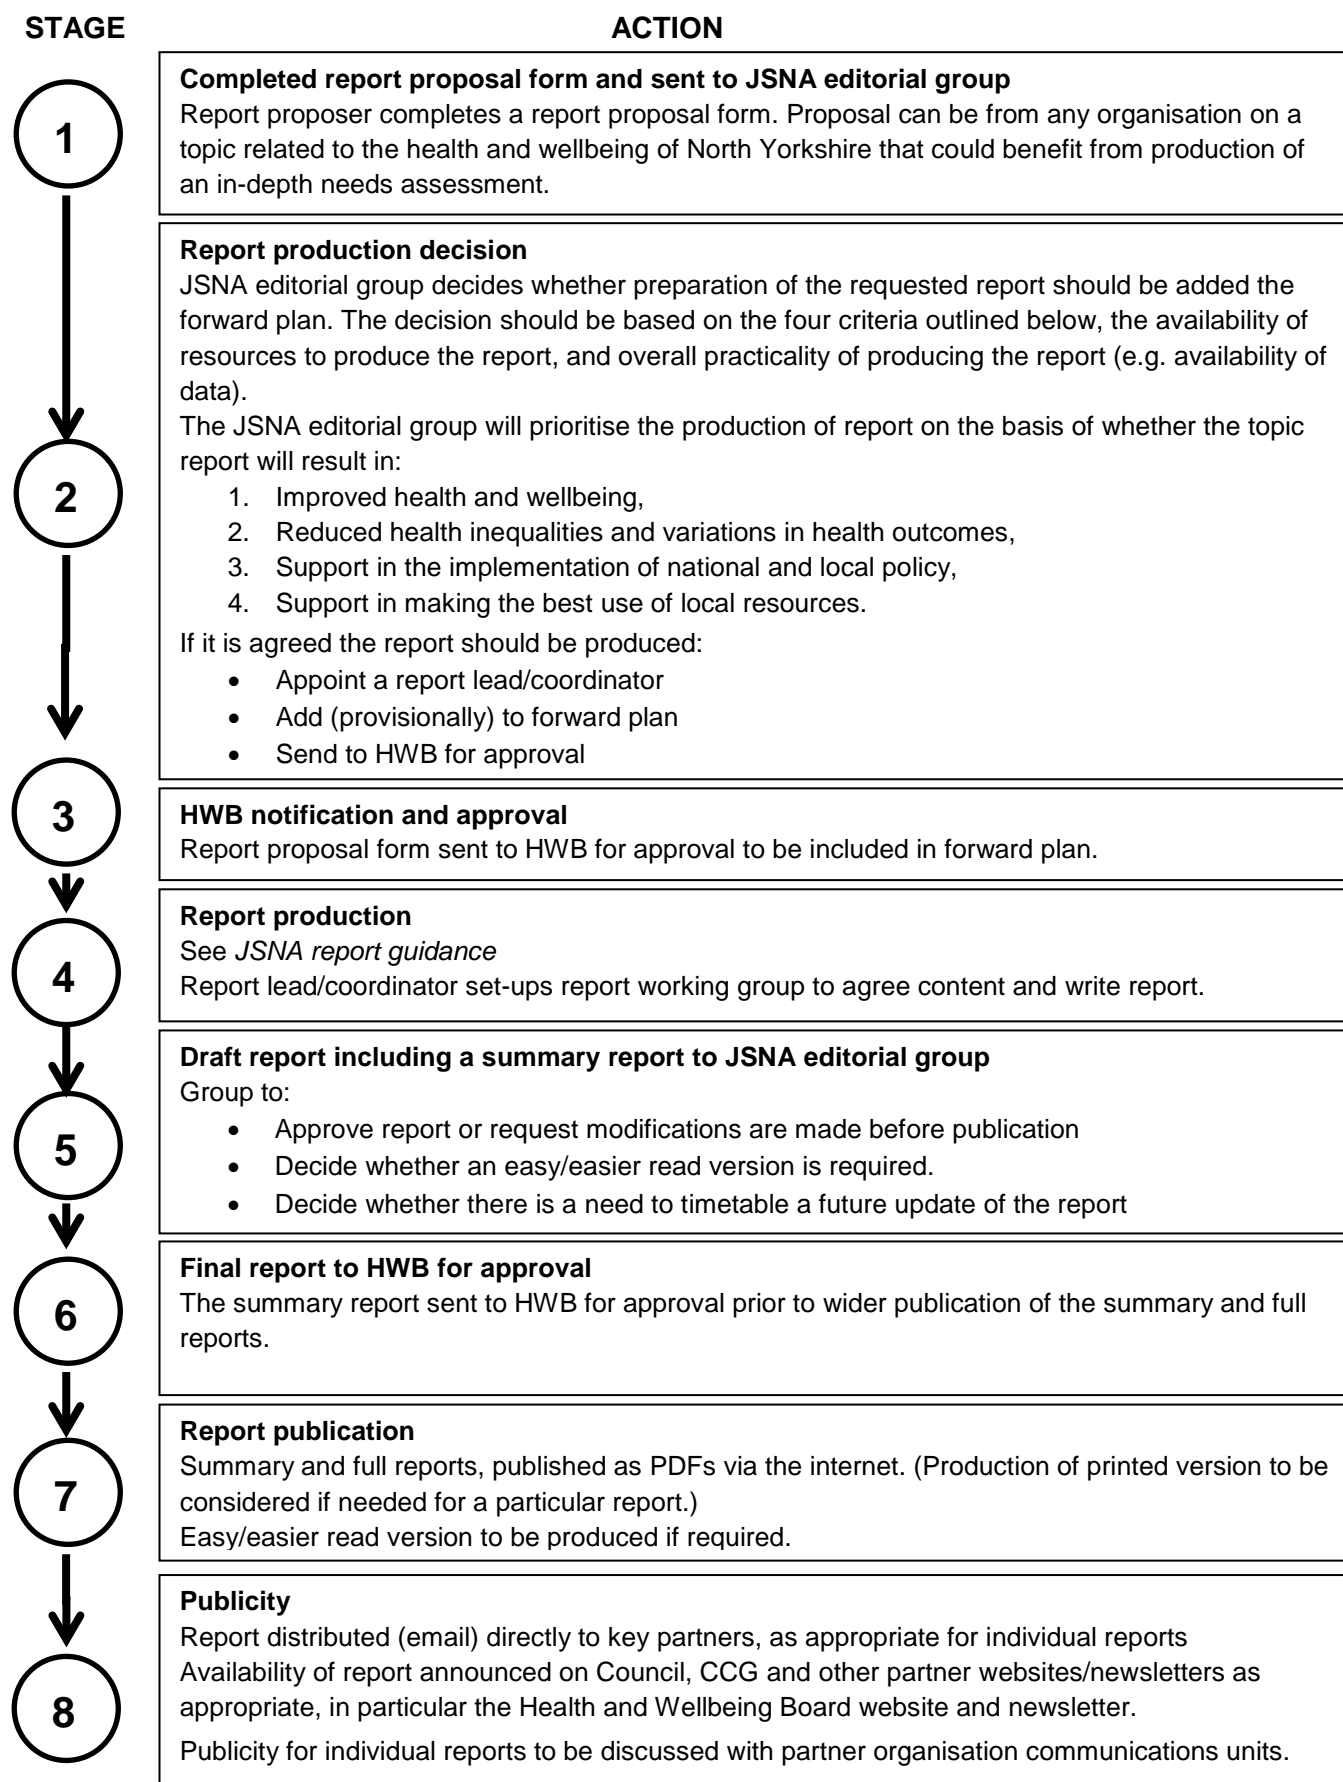 STAGE ACTION
1
Completed report proposal form and sent to JSNA editorial group
Report proposer completes a report proposal form. Proposal can be from any organisation on a
topic related to the health and wellbeing of North Yorkshire that could benefit from production of
an in-depth needs assessment.
2
Report production decision
JSNA editorial group decides whether preparation of the requested report should be added the
forward plan. The decision should be based on the four criteria outlined below, the availability of
resources to produce the report, and overall practicality of producing the report (e.g. availability of
data).
The JSNA editorial group will prioritise the production of report on the basis of whether the topic
report will result in:
1. Improved health and wellbeing,
2. Reduced health inequalities and variations in health outcomes,
3. Support in the implementation of national and local policy,
4. Support in making the best use of local resources.
If it is agreed the report should be produced:
• Appoint a report lead/coordinator
• Add (provisionally) to forward plan
• Send to HWB for approval
3
HWB notification and approval
Report proposal form sent to HWB for approval to be included in forward plan.
4
Report production
See JSNA report guidance
Report lead/coordinator set-ups report working group to agree content and write report.
5
Draft report including a summary report to JSNA editorial group
Group to:
• Approve report or request modifications are made before publication
• Decide whether an easy/easier read version is required.
• Decide whether there is a need to timetable a future update of the report
6
Final report to HWB for approval
The summary report sent to HWB for approval prior to wider publication of the summary and full
reports.
7
Report publication
Summary and full reports, published as PDFs via the internet. (Production of printed version to be
considered if needed for a particular report.)
Easy/easier read version to be produced if required.
8
Publicity
Report distributed (email) directly to key partners, as appropriate for individual reports
Availability of report announced on Council, CCG and other partner websites/newsletters as
appropriate, in particular the Health and Wellbeing Board website and newsletter.
Publicity for individual reports to be discussed with partner organisation communications units.